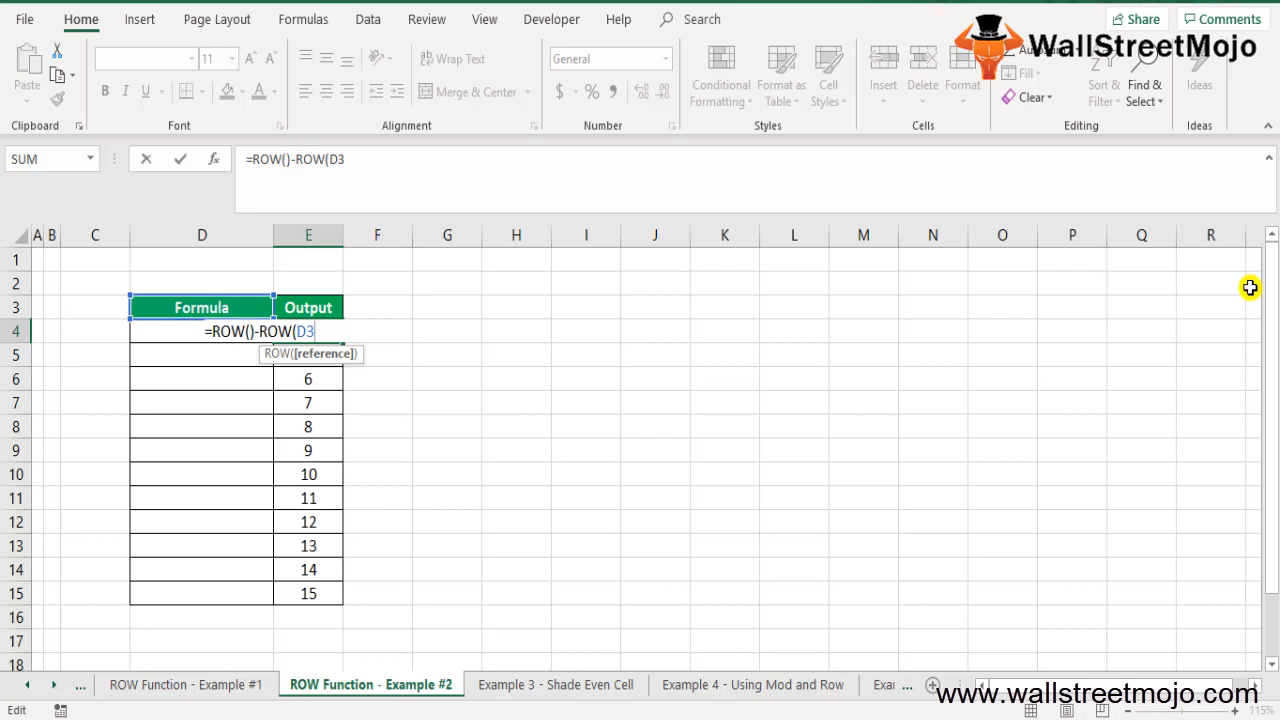 File Home Insert Page Layout Formulas Data Review View Developer Help Search Share Comments
WallStreetMojo
Paste
11
Wrap Text
General
Conditional Formatting
Format as Table
Cell Styles
Insert Delete Format
Fill
Clear
Sort & Filter
Find & Select
Ideas
B I U
Merge & Center
$ % 9
Clipboard Font Alignment Number Styles Cells Editing Ideas
SUM fx =ROW()-ROW(D3
A B C D E F G H I J K L M N O P Q R
1
2
3 Formula Output
4 =ROW()-ROW(D3
5 ROW([reference])
6 6
7 7
8 8
9 9
10 10
11 11
12 12
13 13
14 14
15 15
16
17
18
... ROW Function - Example #1 ROW Function - Example #2 Example 3 - Shade Even Cell Example 4 - Using Mod and Row Exar ...
www.wallstreetmojo.com
Edit 115%